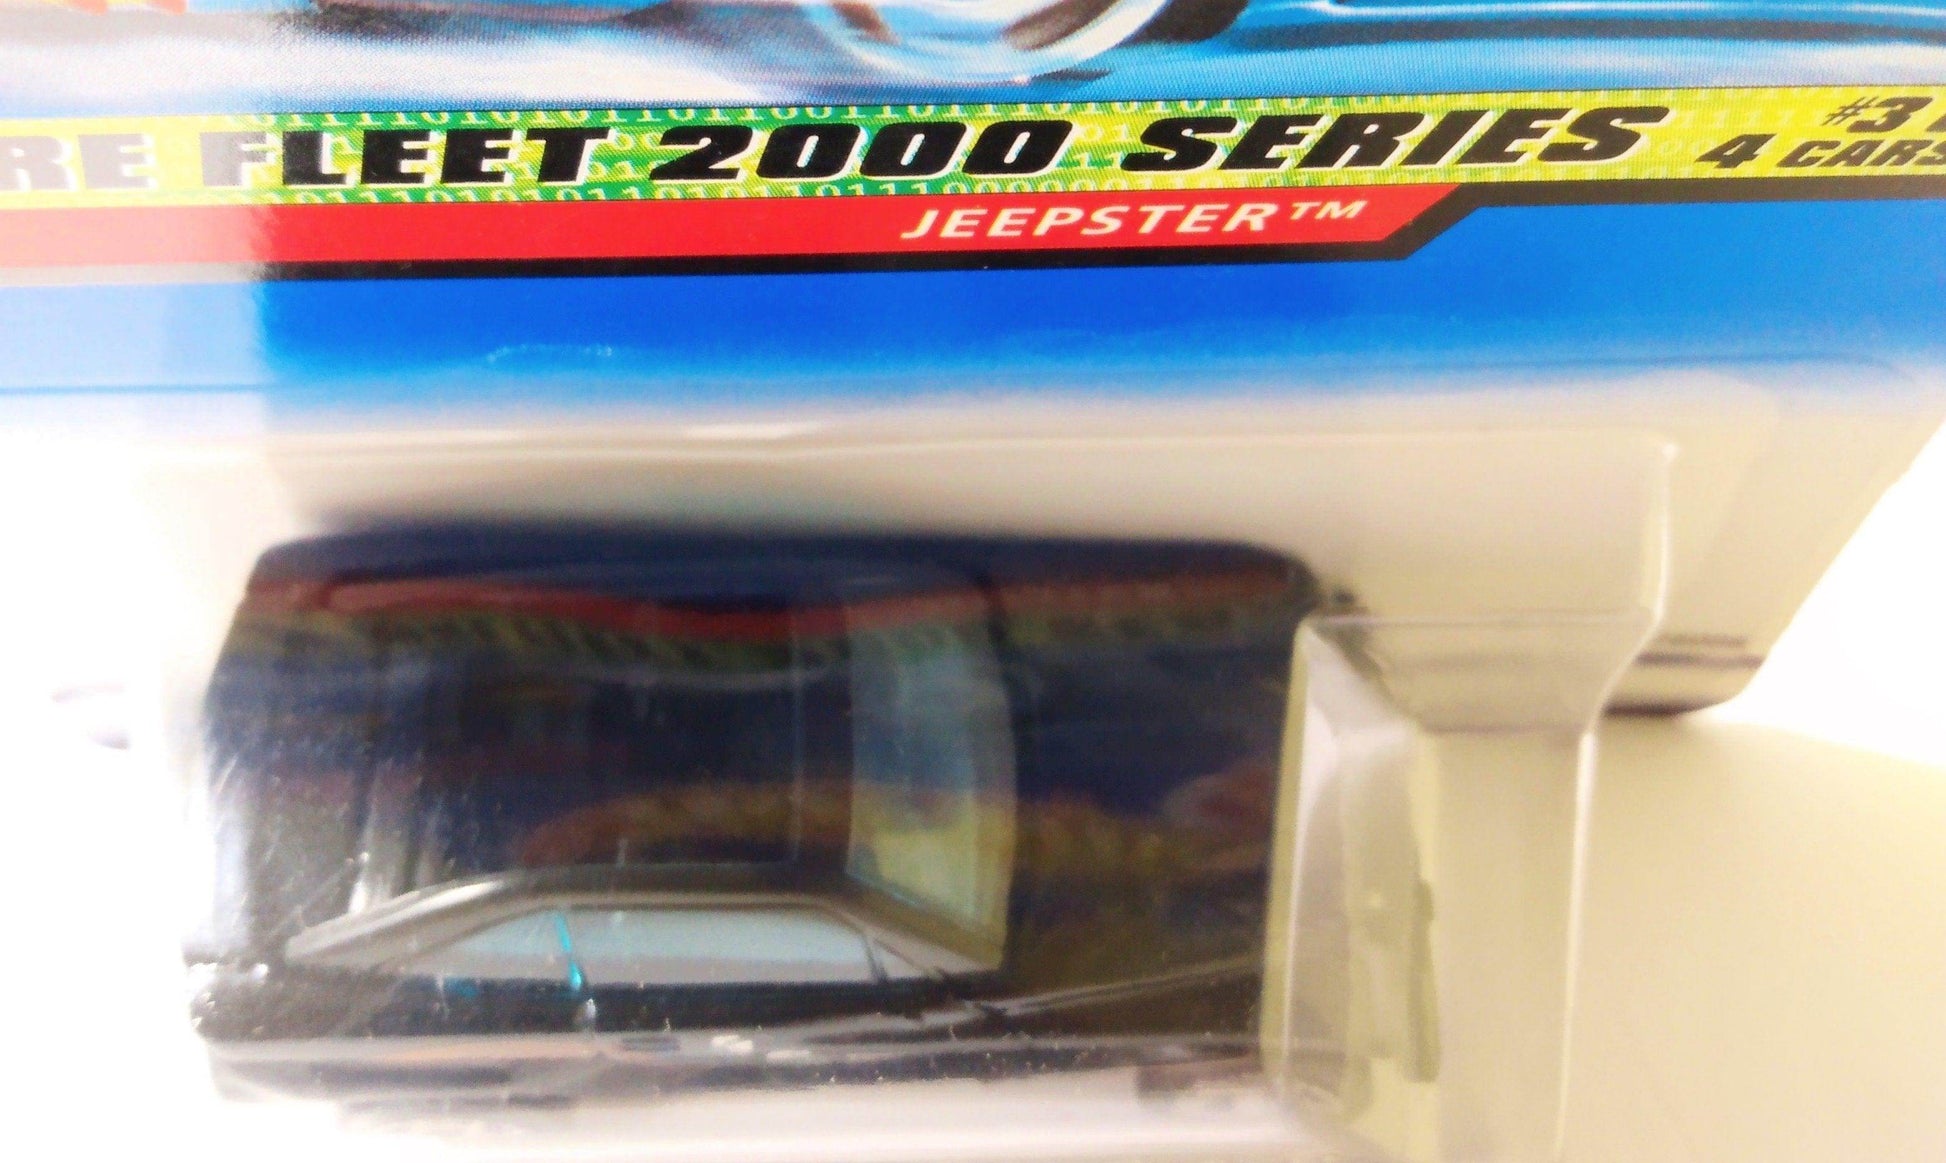 RE FLEET 2000 SERIES
#3
4 CARS
JEEPSTER™